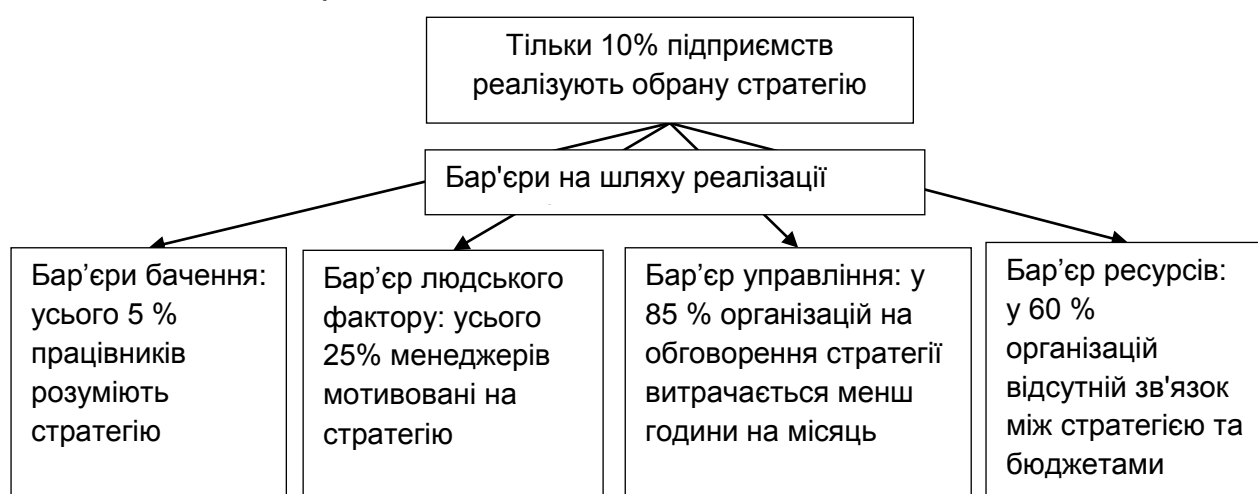 Тільки 10% підприємств
реалізують обрану стратегію
Бар'єри на шляху реалізації
Бар’єри бачення:
усього 5 %
працівників
розуміють
стратегію
Бар’єр людського
фактору: усього
25% менеджерів
мотивовані на
стратегію
Бар’єр управління: у
85 % організацій на
обговорення стратегії
витрачається менш
години на місяць
Бар’єр ресурсів:
у 60 %
організацій
відсутній зв'язок
між стратегією та
бюджетами